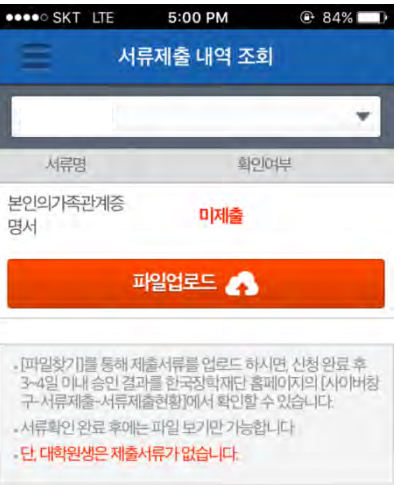 ●●●●○ SKT LTE 5:00 PM 84%
서류제출 내역 조회
서류명 확인여부
본인의가족관계증 미제출
명서
파일업로드
• [파일찾기]를 통해 제출서류를 업로드 하시면, 신청 완료 후
3~4일 이내 승인 결과를 한국장학재단 홈페이지의 [사이버창
구-서류제출-서류제출현황]에서 확인할 수 있습니다.
• 서류확인 완료 후에는 파일 보기만 가능합니다
• 단, 대학원생은 제출서류가 없습니다.